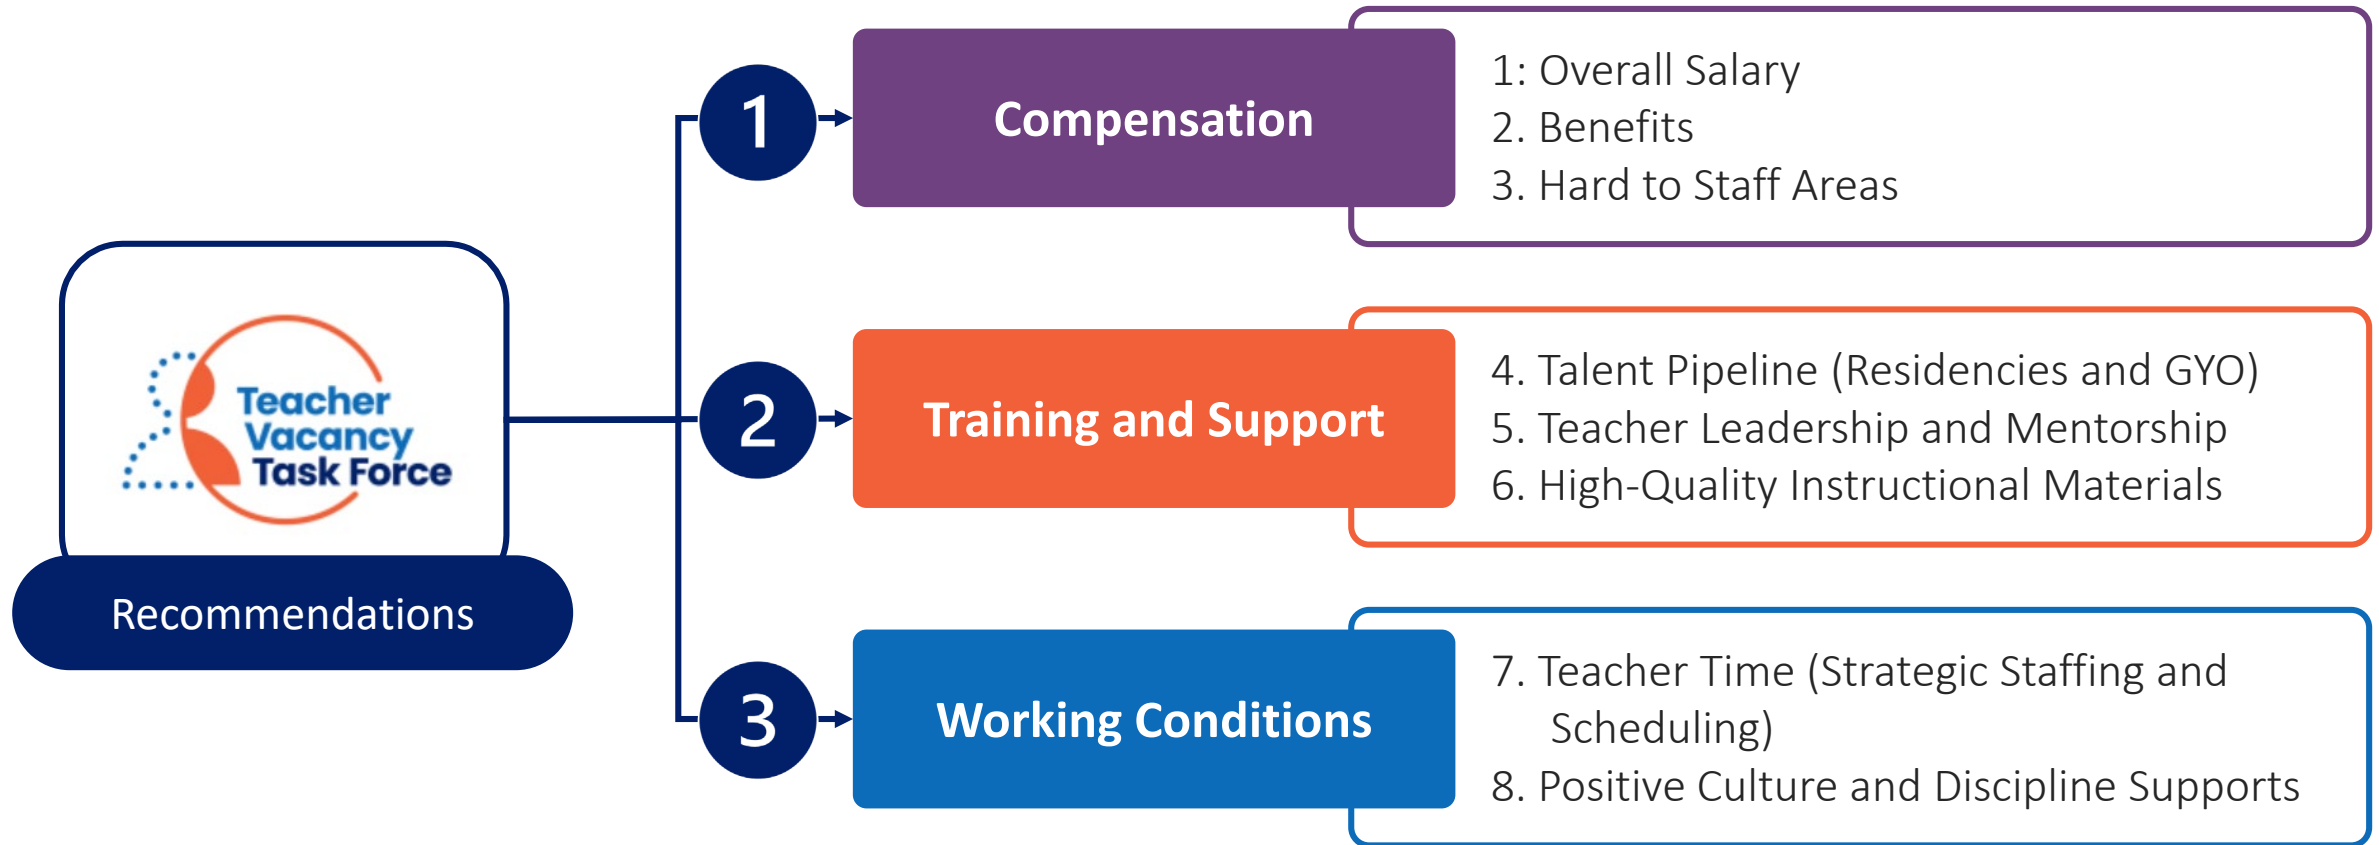 Teacher
Vacancy
Task Force
Recommendations
1
Compensation
1: Overall Salary
2. Benefits
3. Hard to Staff Areas
2
Training and Support
4. Talent Pipeline (Residencies and GYO)
5. Teacher Leadership and Mentorship
6. High-Quality Instructional Materials
3
Working Conditions
7. Teacher Time (Strategic Staffing and
Scheduling)
8. Positive Culture and Discipline Supports